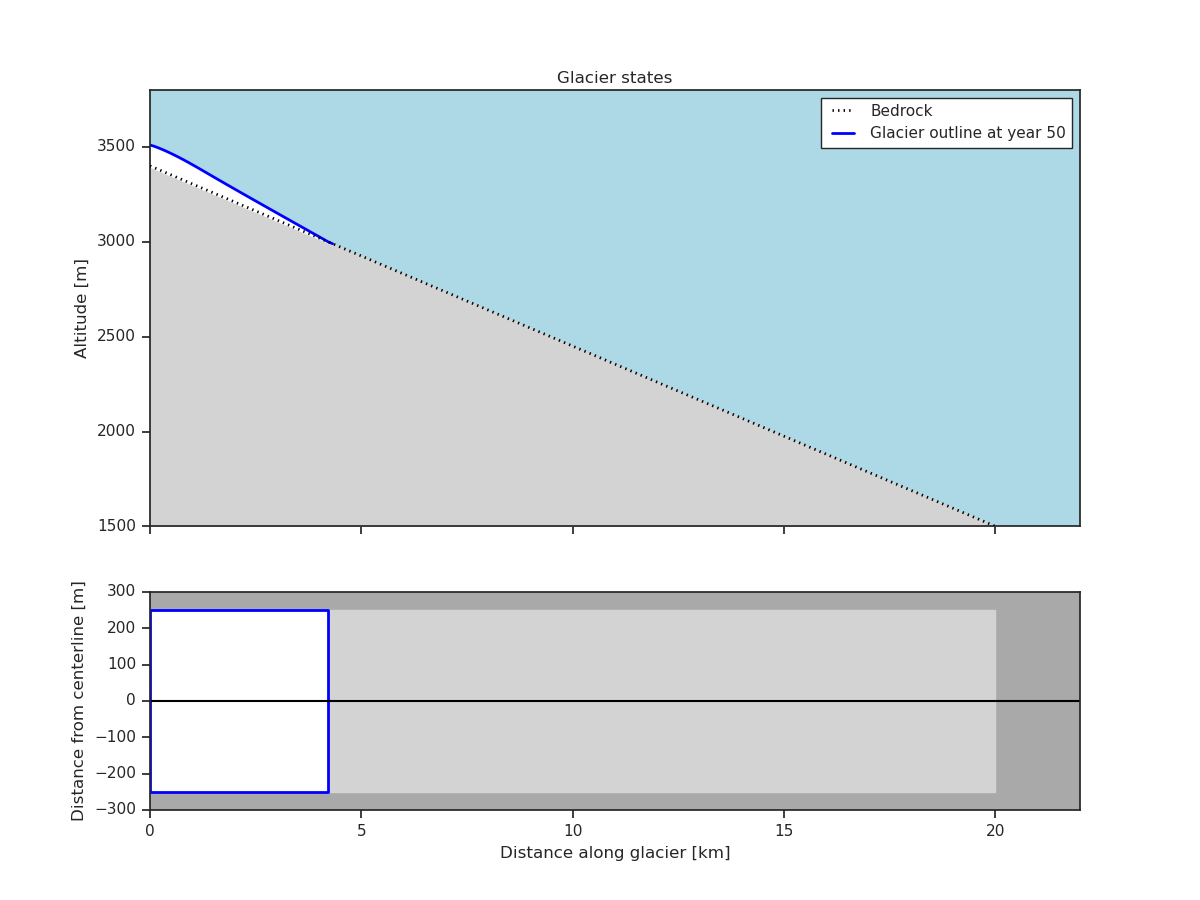 Glacier states
Bedrock
Glacier outline at year 50
3500
3000
2500
2000
1500
Altitude [m]
300
200
100
0
−100
−200
−300
Distance from centerline [m]
0 5 10 15 20
Distance along glacier [km]